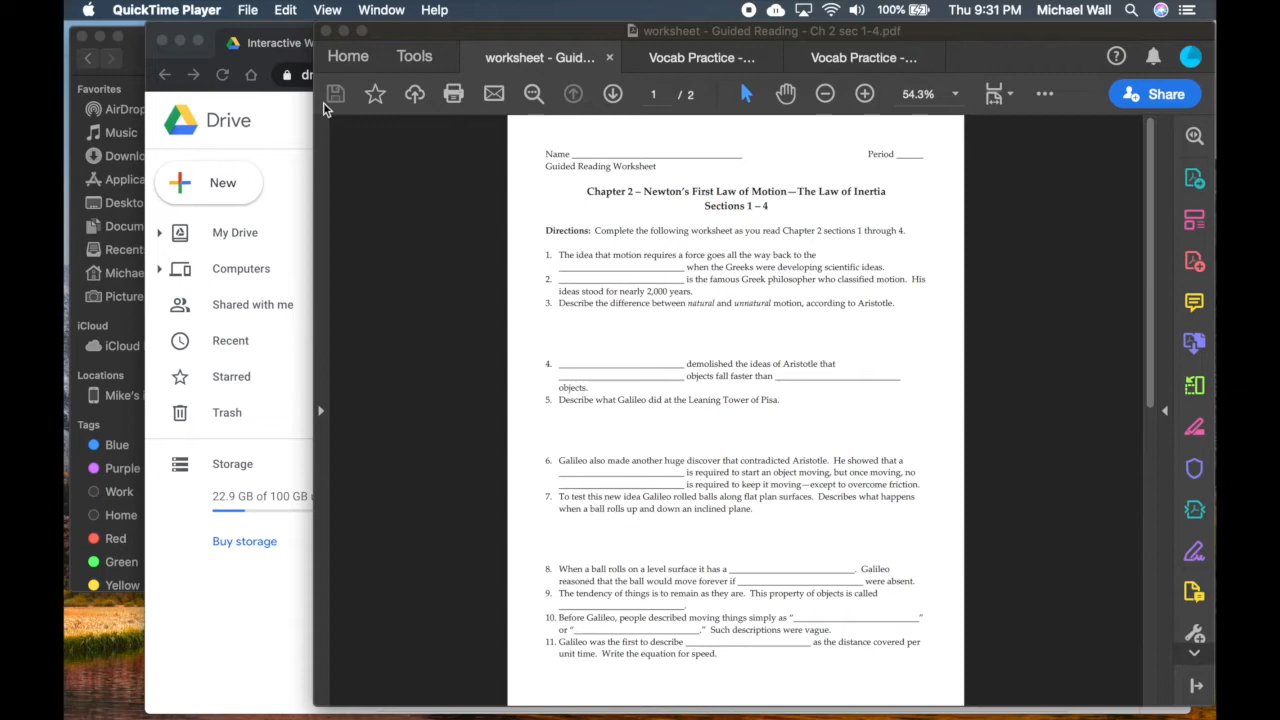 QuickTime Player File Edit View Window Help 100% Thu 9:31 PM Michael Wall
worksheet - Guided Reading - Ch 2 sec 1-4.pdf
Favorites
AirDrop
Music
Downlo
Applica
Deskto
Docum
Recent
Michae
Picture
iCloud
iCloud
Locations
Mike's i
Tags
Blue
Purple
Work
Home
Red
Green
Yellow
Interactive W
dr
Drive
New
My Drive
Computers
Shared with me
Recent
Starred
Trash
Storage
22.9 GB of 100 GB
Buy storage
Home Tools worksheet - Guid... × Vocab Practice -... Vocab Practice -...
1 / 2 54.3% Share
Name ____________________ Period _____
Guided Reading Worksheet
Chapter 2 – Newton's First Law of Motion—The Law of Inertia
Sections 1 – 4
Directions: Complete the following worksheet as you read Chapter 2 sections 1 through 4.
1. The idea that motion requires a force goes all the way back to the
____________________ when the Greeks were developing scientific ideas.
2. ____________________ is the famous Greek philosopher who classified motion. His
ideas stood for nearly 2,000 years.
3. Describe the difference between natural and unnatural motion, according to Aristotle.
4. ____________________ demolished the ideas of Aristotle that
____________________ objects fall faster than ____________________
objects.
5. Describe what Galileo did at the Leaning Tower of Pisa.
6. Galileo also made another huge discover that contradicted Aristotle. He showed that a
____________________ is required to start an object moving, but once moving, no
____________________ is required to keep it moving—except to overcome friction.
7. To test this new idea Galileo rolled balls along flat plan surfaces. Describes what happens
when a ball rolls up and down an inclined plane.
8. When a ball rolls on a level surface it has a ____________________. Galileo
reasoned that the ball would move forever if ____________________ were absent.
9. The tendency of things is to remain as they are. This property of objects is called
____________________.
10. Before Galileo, people described moving things simply as "____________________"
or "____________________." Such descriptions were vague.
11. Galileo was the first to describe ____________________ as the distance covered per
unit time. Write the equation for speed.